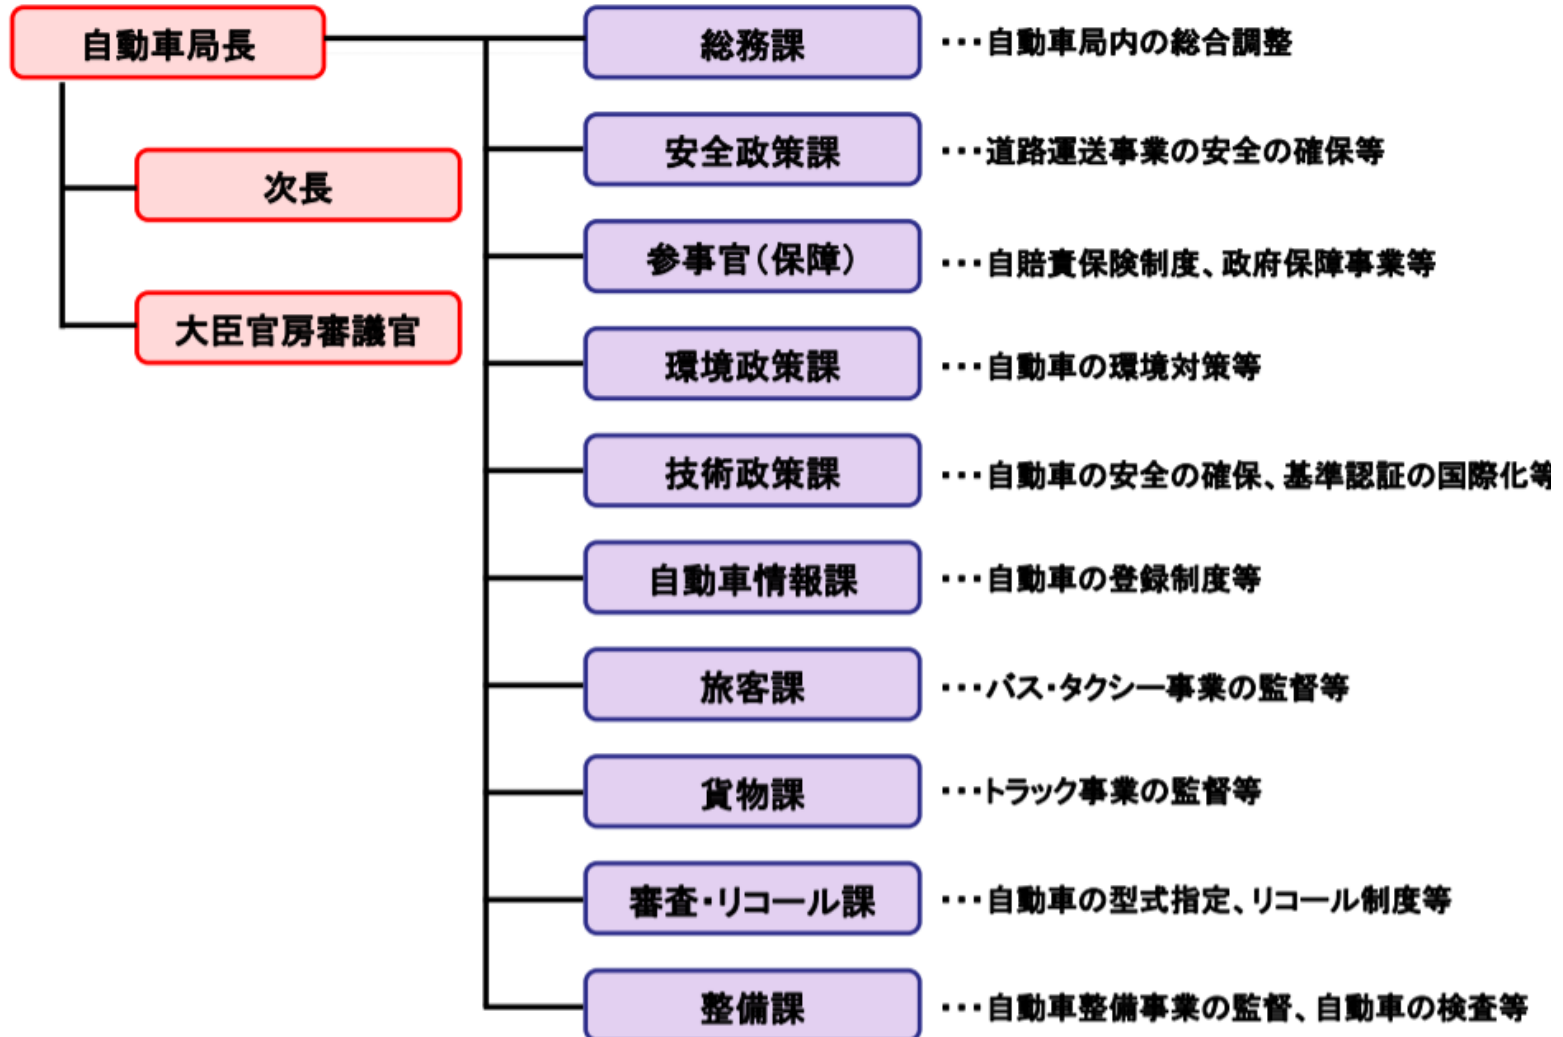 自動車局長
総務課 ･･･自動車局内の総合調整
安全政策課 ･･･道路運送事業の安全の確保等
次長
参事官(保障) ･･･自賠責保険制度、政府保障事業等
大臣官房審議官
環境政策課 ･･･自動車の環境対策等
技術政策課 ･･･自動車の安全の確保、基準認証の国際化等
自動車情報課 ･･･自動車の登録制度等
旅客課 ･･･バス・タクシー事業の監督等
貨物課 ･･･トラック事業の監督等
審査・リコール課 ･･･自動車の型式指定、リコール制度等
整備課 ･･･自動車整備事業の監督、自動車の検査等